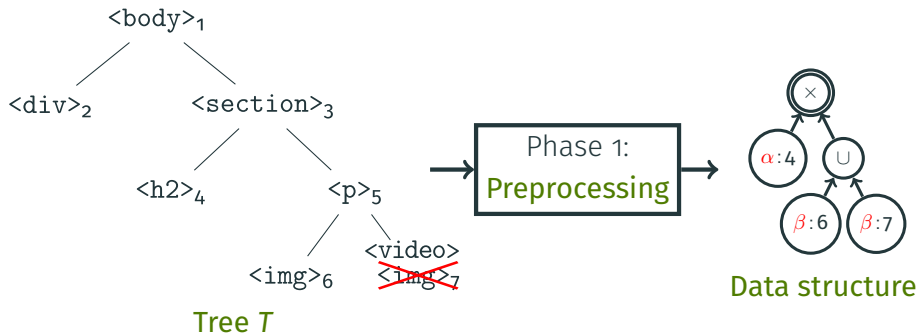 <body>1
<div>2
<section>3
<h2>4
<p>5
<img>6
<video>
<img>7
Tree T
Phase 1:
Preprocessing
×
α:4
∪
β:6
β:7
Data structure